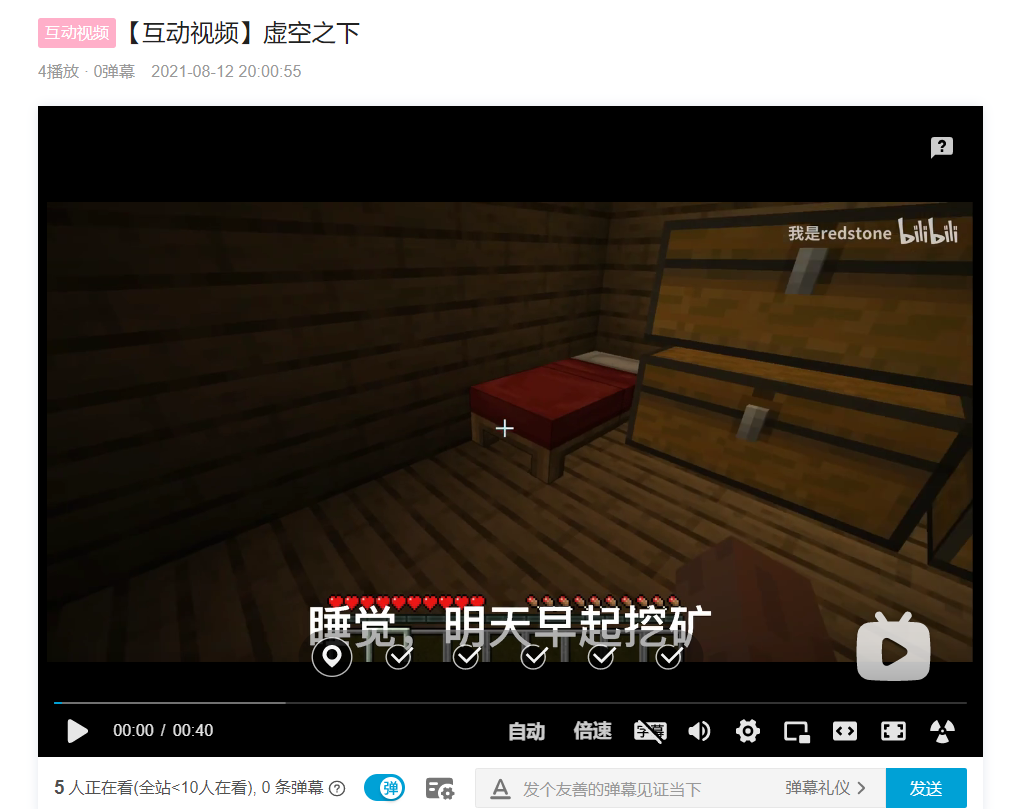 互动视频 【互动视频】虚空之下
4播放 · 0弹幕 2021-08-12 20:00:55
我是redstone bilibili
睡觉，明天早起挖矿
00:00 / 00:40 自动 倍速 字幕
5 人正在看(全站<10人在看), 0 条弹幕 弹 发个友善的弹幕见证当下 弹幕礼仪 发送